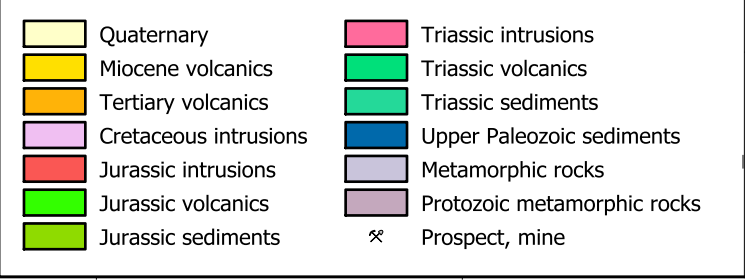 Quaternary
Miocene volcanics
Tertiary volcanics
Cretaceous intrusions
Jurassic intrusions
Jurassic volcanics
Jurassic sediments
Triassic intrusions
Triassic volcanics
Triassic sediments
Upper Paleozoic sediments
Metamorphic rocks
Protozoic metamorphic rocks
Prospect, mine